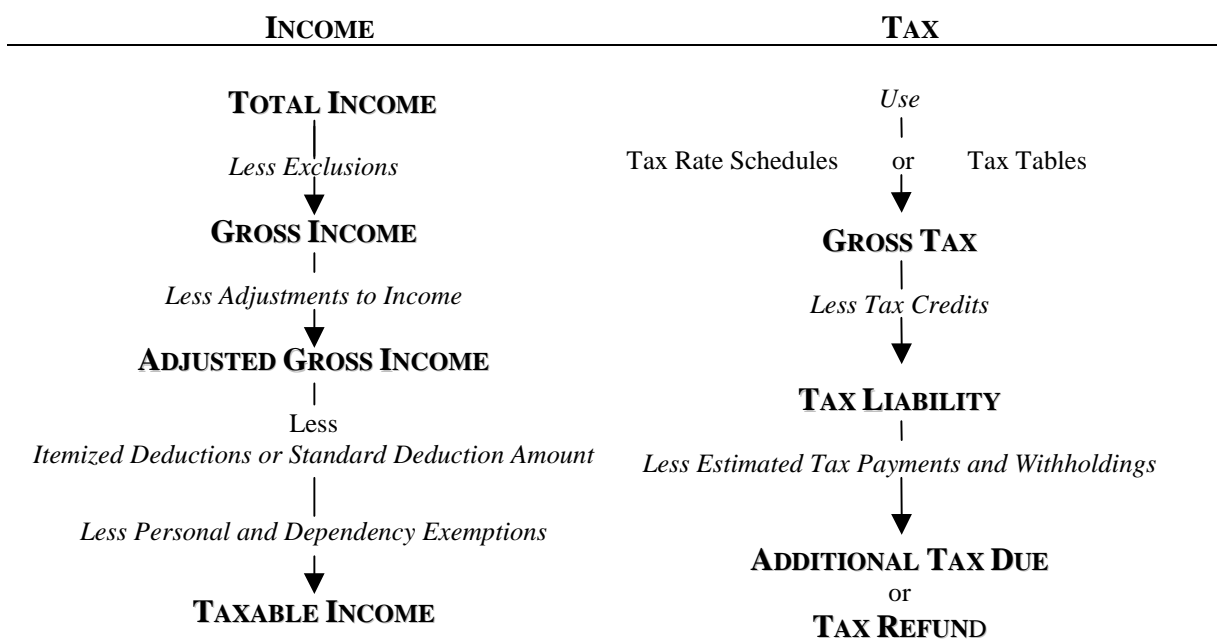 INCOME
TOTAL INCOME
Less Exclusions
GROSS INCOME
Less Adjustments to Income
ADJUSTED GROSS INCOME
Less
Itemized Deductions or Standard Deduction Amount
Less Personal and Dependency Exemptions
TAXABLE INCOME
TAX
Use
Tax Rate Schedules or Tax Tables
GROSS TAX
Less Tax Credits
TAX LIABILITY
Less Estimated Tax Payments and Withholdings
ADDITIONAL TAX DUE
or
TAX REFUND